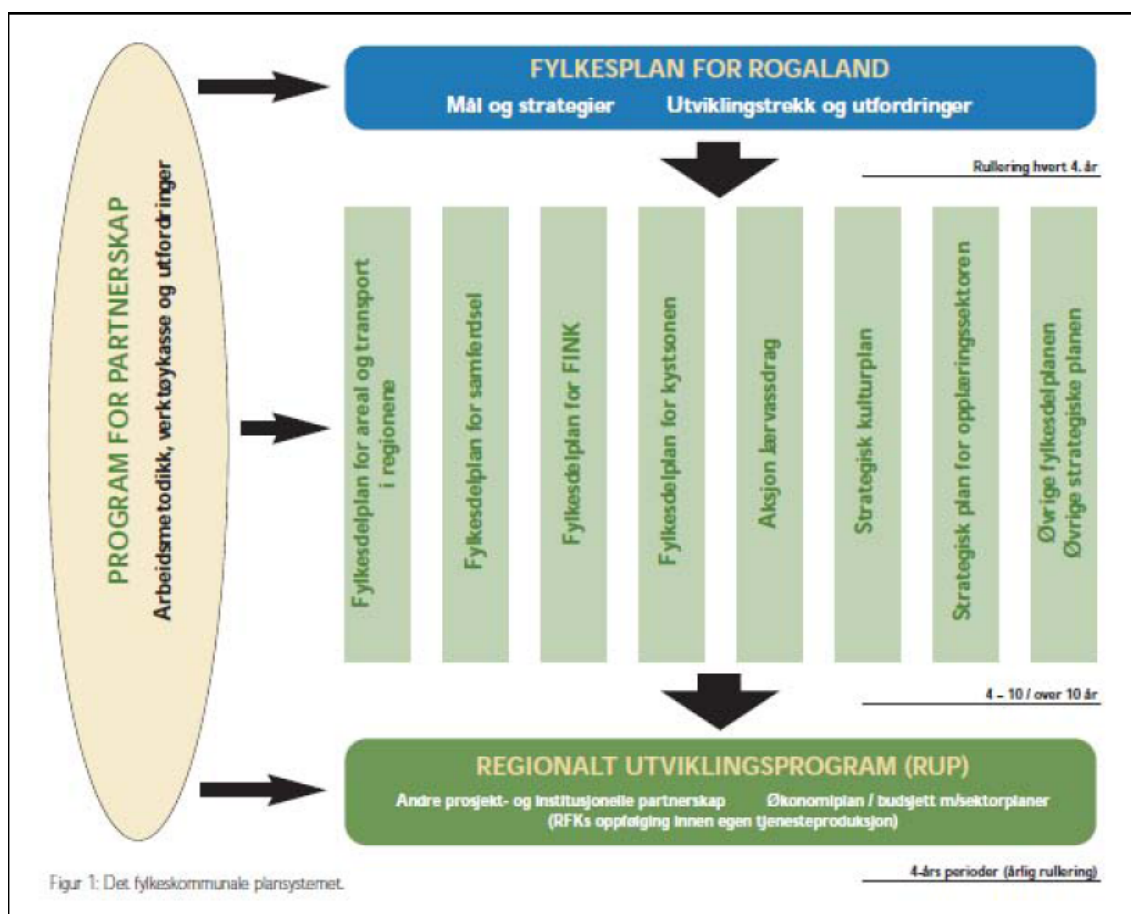 FYLKESPLAN FOR ROGALAND
Mål og strategier Utviklingstrekk og utfordringer
Rullering hvert 4. år
PROGRAM FOR PARTNERSKAP
Arbeidsmetodikk, verktøykasse og utfordringer
Fylkesdelplan for areal og transport
i regionene
Fylkesdelplan for samferdsel
Fylkesdelplan for FINK
Fylkesdelplan for kystsonen
Aksjon Jærvassdrag
Strategisk kulturplan
Strategisk plan for opplæringssektoren
Øvrige fylkesdelplanen
Øvrige strategiske planen
4 – 10 / over 10 år
REGIONALT UTVIKLINGSPROGRAM (RUP)
Andre prosjekt- og institusjonelle partnerskap Økonomiplan / budsjett m/sektorplaner
(RFKs oppfølging innen egen tjenesteproduksjon)
4-års perioder (årlig rullering)
Figur 1: Det fylkeskommunale plansystemet.